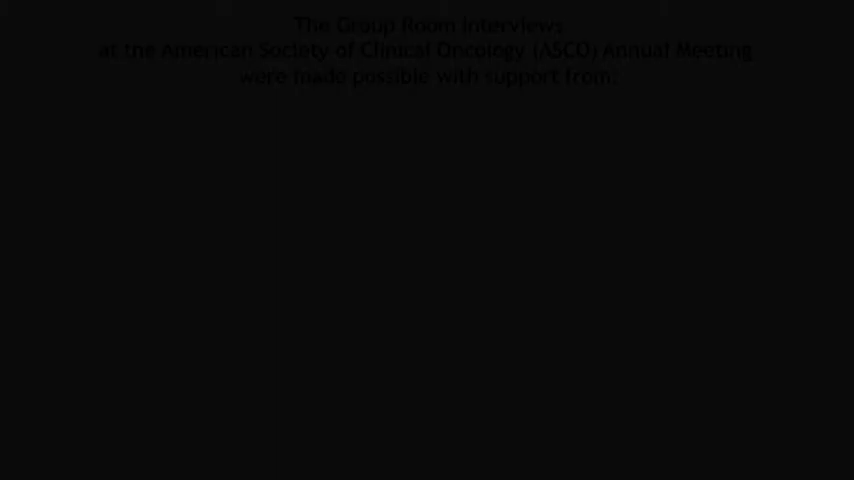 The Group Room Interviews
at the American Society of Clinical Oncology (ASCO) Annual Meeting
were made possible with support from: